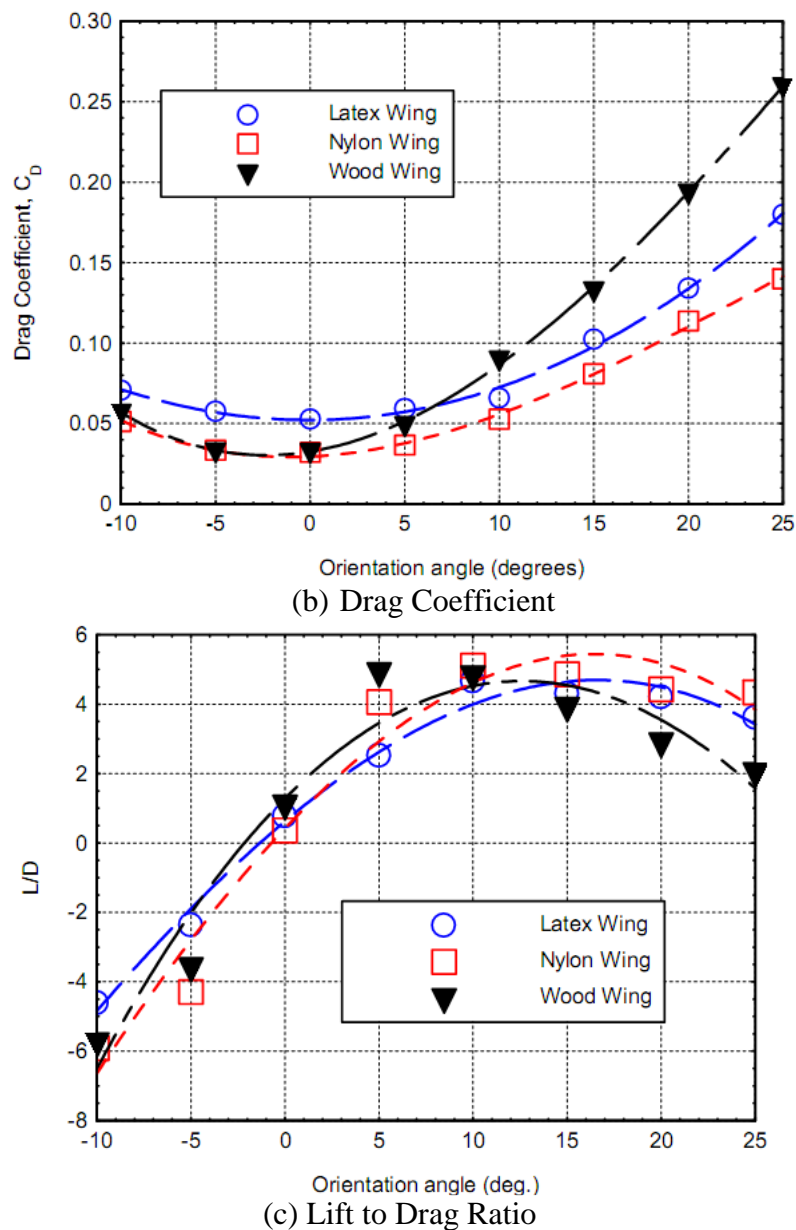 0.30
0.25
0.20
0.15
0.10
0.05
0
Drag Coefficient, C_D
Latex Wing
Nylon Wing
Wood Wing
-10 -5 0 5 10 15 20 25
Orientation angle (degrees)
(b) Drag Coefficient
6
4
2
0
-2
-4
-6
-8
L/D
Latex Wing
Nylon Wing
Wood Wing
-10 -5 0 5 10 15 20 25
Orientation angle (deg.)
(c) Lift to Drag Ratio